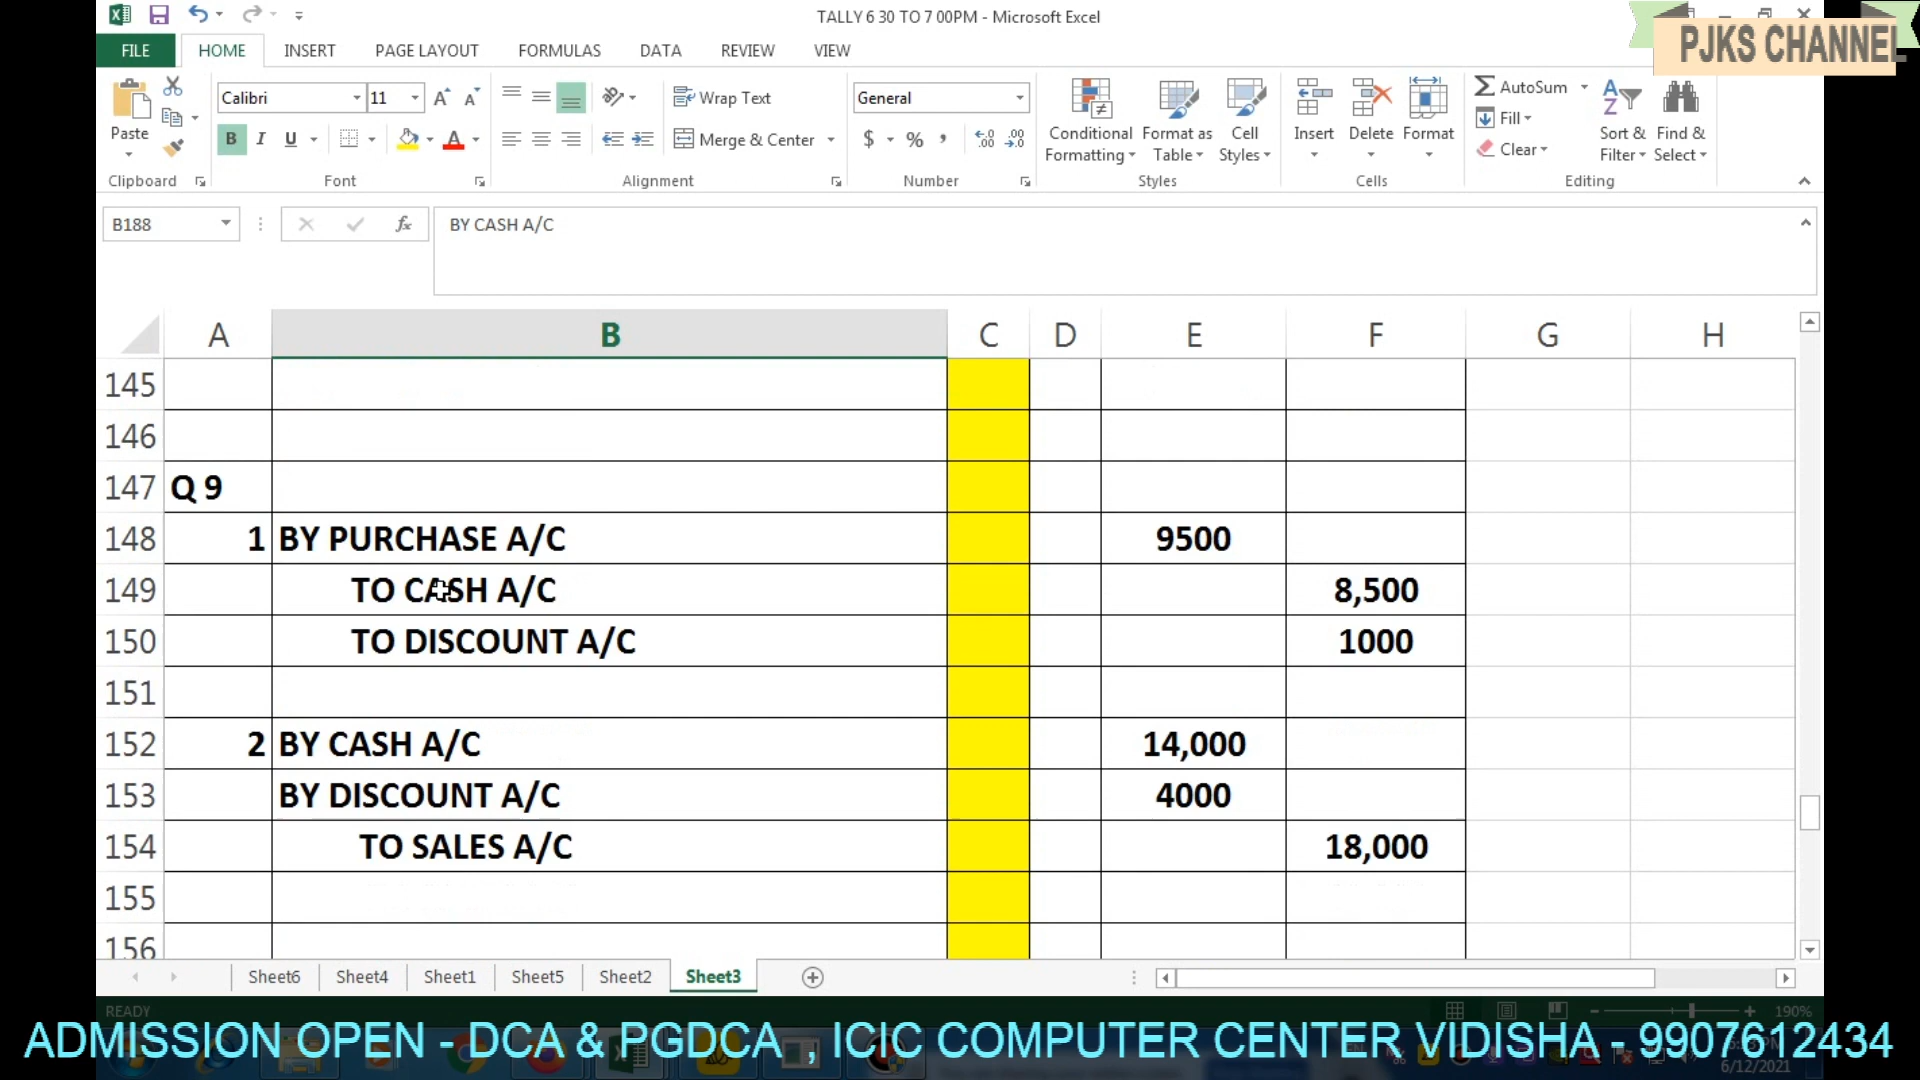 TALLY 6 30 TO 7 00PM - Microsoft Excel
PJKS CHANNEL
FILE HOME INSERT PAGE LAYOUT FORMULAS DATA REVIEW VIEW
Calibri 11 Wrap Text General AutoSum
Paste B I U Merge & Center $ % Conditional Formatting Format as Table Cell Styles Insert Delete Format Fill Clear Sort & Filter Find & Select
Clipboard Font Alignment Number Styles Cells Editing
B188 fx BY CASH A/C
A B C D E F G H
145
146
147 Q 9
148 1 BY PURCHASE A/C 9500
149 TO CASH A/C 8,500
150 TO DISCOUNT A/C 1000
151
152 2 BY CASH A/C 14,000
153 BY DISCOUNT A/C 4000
154 TO SALES A/C 18,000
155
156
Sheet6 Sheet4 Sheet1 Sheet5 Sheet2 Sheet3
READY 190%
ADMISSION OPEN - DCA & PGDCA , ICIC COMPUTER CENTER VIDISHA - 9907612434
6/12/2021